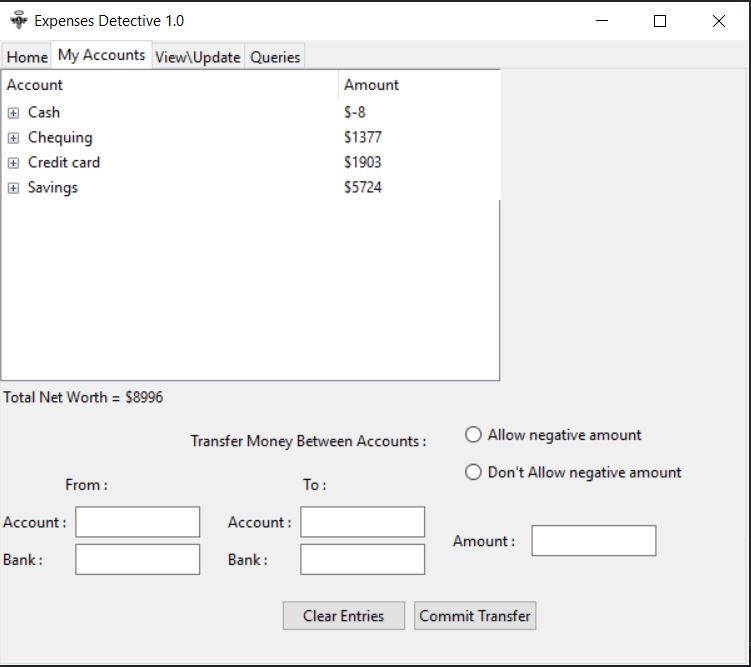 Expenses Detective 1.0
Home My Accounts View\Update Queries
Account Amount
Cash $-8
Chequing $1377
Credit card $1903
Savings $5724
Total Net Worth = $8996
Transfer Money Between Accounts :
Allow negative amount
Don't Allow negative amount
From : To :
Account : Account :
Amount :
Bank : Bank :
Clear Entries Commit Transfer